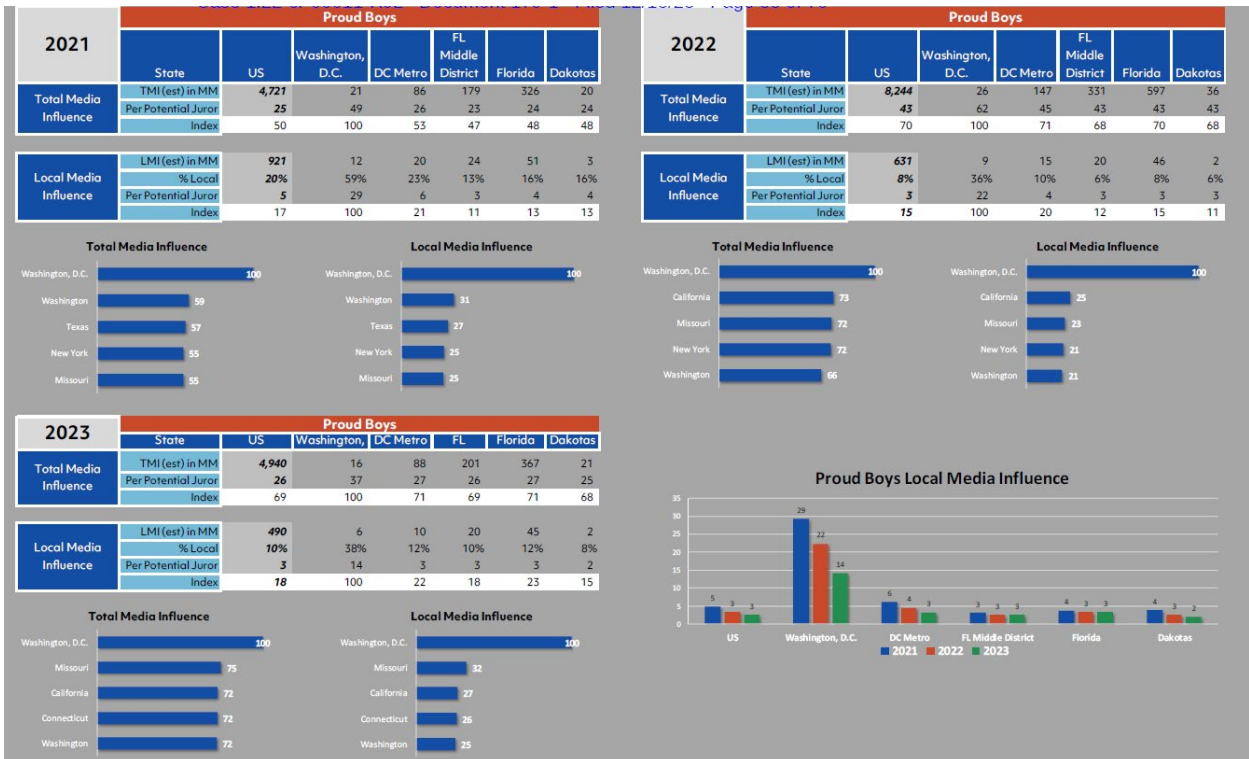 Proud Boys
2021
State US Washington, D.C. DC Metro FL Middle District Florida Dakotas
Total Media Influence
TMI (est) in MM 4,721 21 86 179 326 20
Per Potential Juror 25 49 26 23 24 24
Index 50 100 53 47 48 48
Local Media Influence
LMI (est) in MM 921 12 20 24 51 3
% Local 20% 59% 23% 13% 16% 16%
Per Potential Juror 5 29 6 3 4 4
Index 17 100 21 11 13 13
Total Media Influence
Washington, D.C. 100
Washington 59
Texas 57
New York 55
Missouri 55
Local Media Influence
Washington, D.C. 100
Washington 31
Texas 27
New York 25
Missouri 25
Proud Boys
2022
State US Washington, D.C. DC Metro FL Middle District Florida Dakotas
Total Media Influence
TMI (est) in MM 8,244 26 147 331 597 36
Per Potential Juror 43 62 45 43 43 43
Index 70 100 71 68 70 68
Local Media Influence
LMI (est) in MM 631 9 15 20 46 2
% Local 8% 36% 10% 6% 8% 6%
Per Potential Juror 3 22 4 3 3 3
Index 15 100 20 12 15 11
Total Media Influence
Washington, D.C. 100
California 73
Missouri 72
New York 72
Washington 66
Local Media Influence
Washington, D.C. 100
California 25
Missouri 23
New York 21
Washington 21
Proud Boys
2023
State US Washington, DC Metro FL Florida Dakotas
Total Media Influence
TMI (est) in MM 4,940 16 88 201 367 21
Per Potential Juror 26 37 27 26 27 25
Index 69 100 71 69 71 68
Local Media Influence
LMI (est) in MM 490 6 10 20 45 2
% Local 10% 38% 12% 10% 12% 8%
Per Potential Juror 3 14 3 3 3 2
Index 18 100 22 18 23 15
Total Media Influence
Washington, D.C. 100
Missouri 75
California 72
Connecticut 72
Washington 72
Local Media Influence
Washington, D.C. 100
Missouri 32
California 27
Connecticut 26
Washington 25
Proud Boys Local Media Influence
35
30
25
20
15
10
5
0
5 3 3 29 22 14 6 4 3 3 3 3 4 3 3 4 3 2
US Washington, D.C. DC Metro FL Middle District Florida Dakotas
2021 2022 2023